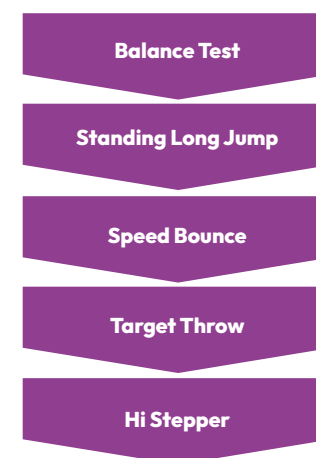 Balance Test
Standing Long Jump
Speed Bounce
Target Throw
Hi Stepper